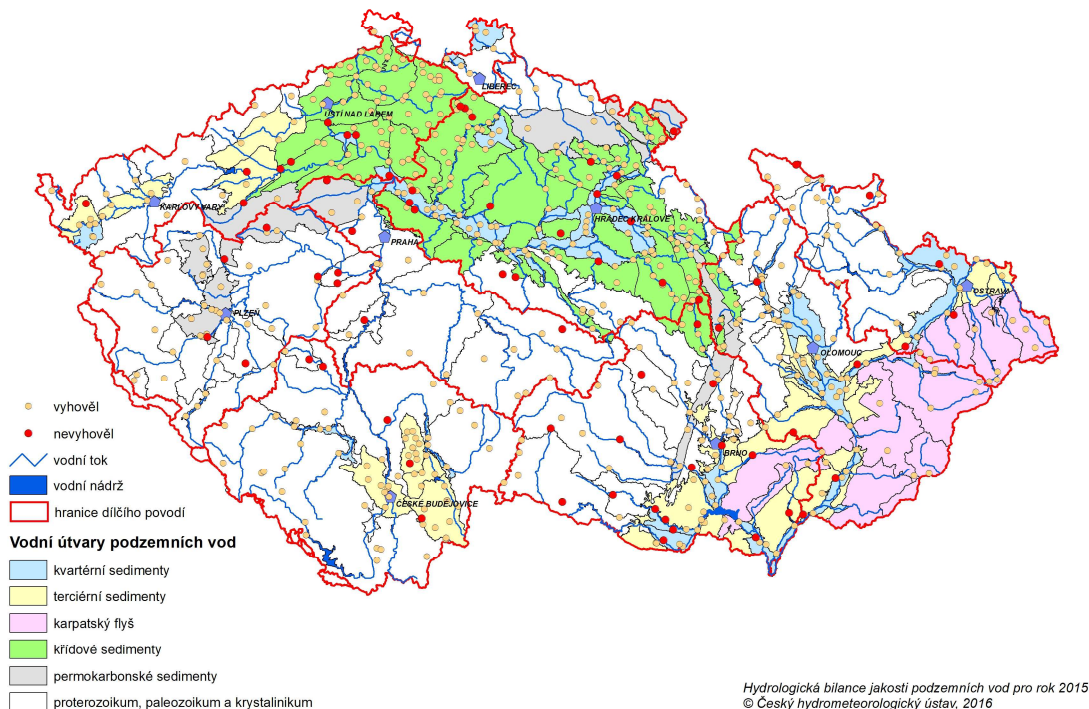 LIBEREC
ÚSTÍ NAD LABEM
KARLOVY VARY
HRADEC KRÁLOVÉ
PRAHA
OSTRAVA
PLZEŇ
OLOMOUC
BRNO
ČESKÉ BUDĚJOVICE
vyhověl
nevyhověl
vodní tok
vodní nádrž
hranice dílčího povodí
Vodní útvary podzemních vod
kvartérní sedimenty
terciérní sedimenty
karpatský flyš
křídové sedimenty
permokarbonské sedimenty
proterozoikum, paleozoikum a krystalinikum
Hydrologická bilance jakosti podzemních vod pro rok 2015
© Český hydrometeorologický ústav, 2016